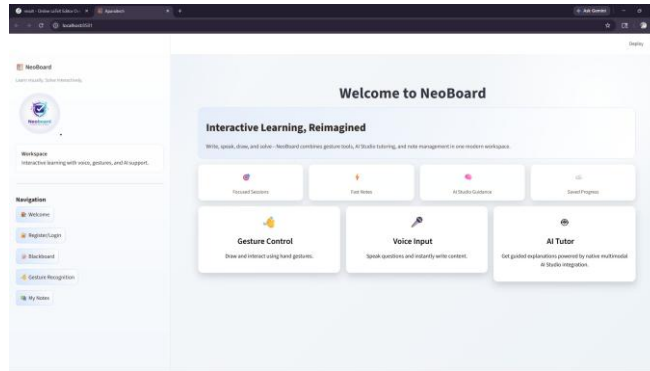 Ask Gemini
localhost:8501
Deploy
NeoBoard
Learn visually. Solve interactively.
NeoBoard
Workspace
Interactive learning with voice, gestures, and AI support.
Navigation
Welcome
Register/Login
Blackboard
Gesture Recognition
My Notes
Welcome to NeoBoard
Interactive Learning, Reimagined
Write, speak, draw, and solve - NeoBoard combines gesture tools, AI Studio tutoring, and note management in one modern workspace.
Focused Sessions
Fast Notes
AI Studio Guidance
Saved Progress
Gesture Control
Draw and interact using hand gestures.
Voice Input
Speak questions and instantly write content.
AI Tutor
Get guided explanations powered by native multimodal
AI Studio integration.